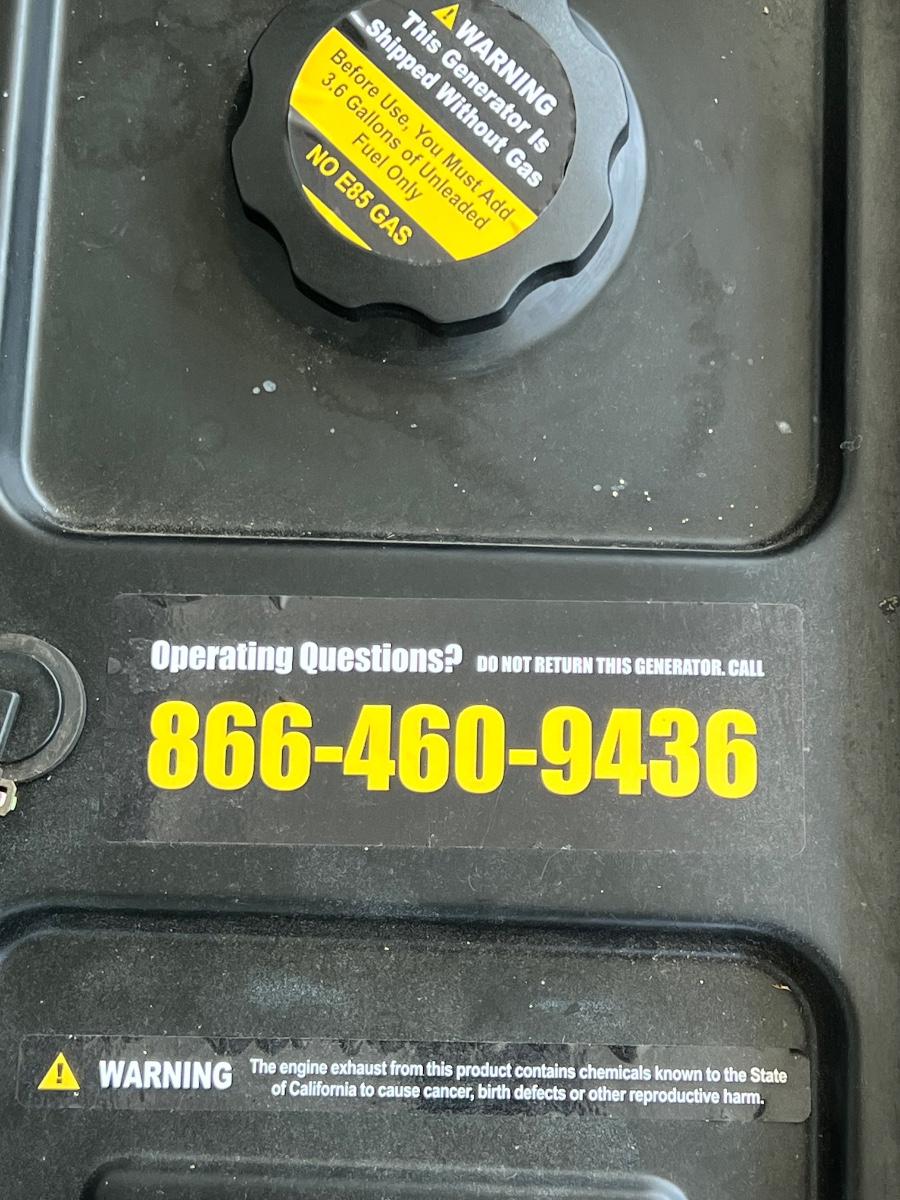 WARNING
This Generator Is
Shipped Without Gas
Before Use, You Must Add
3.6 Gallons of Unleaded
Fuel Only
NO E85 GAS
Operating Questions? DO NOT RETURN THIS GENERATOR. CALL
866-460-9436
WARNING
The engine exhaust from this product contains chemicals known to the State
of California to cause cancer, birth defects or other reproductive harm.